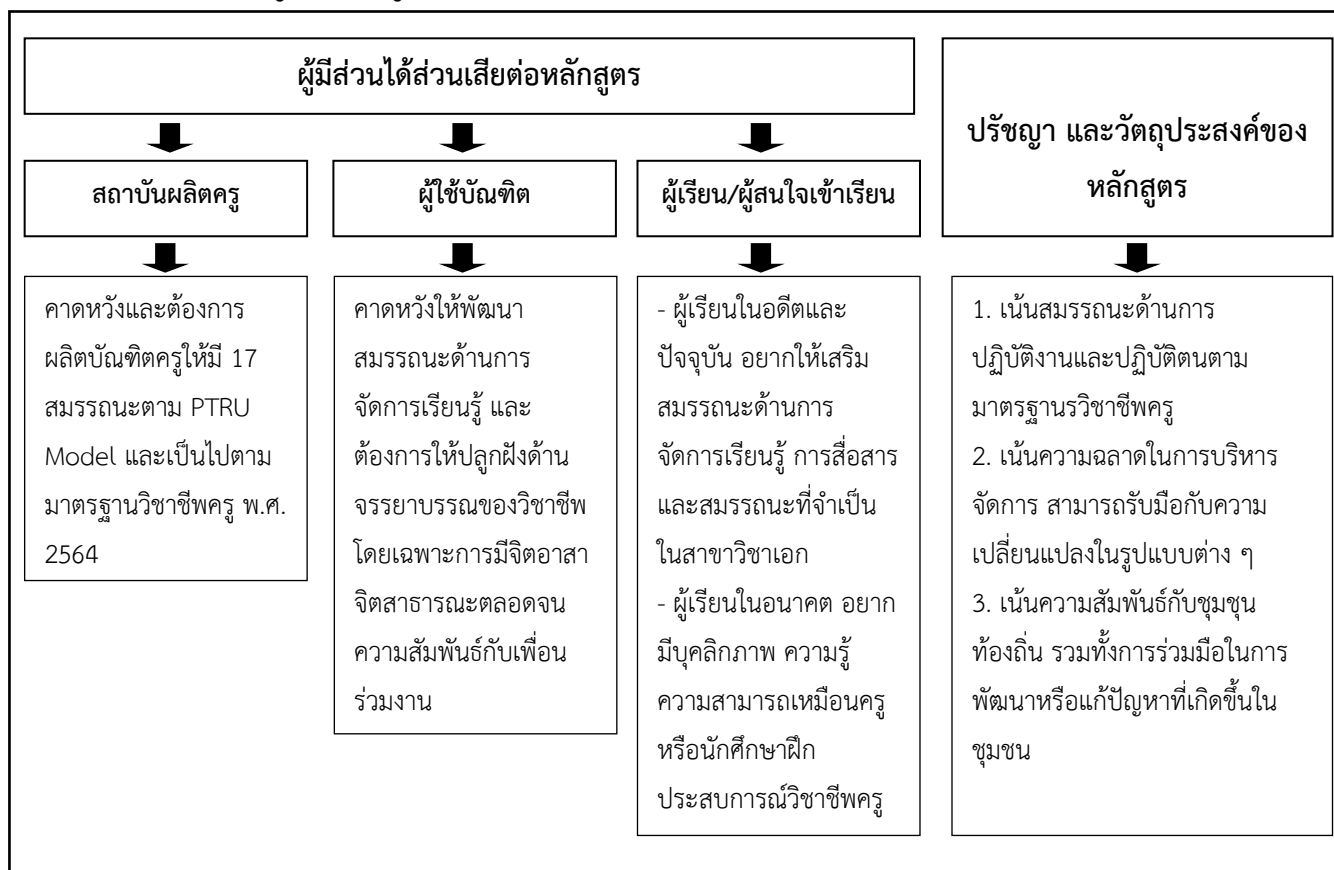 ผู้มีส่วนได้ส่วนเสียต่อหลักสูตร
สถาบันผลิตครู
คาดหวังและต้องการ
ผลิตบัณฑิตครูให้มี 17
สมรรถนะตาม PTRU
Model และเป็นไปตาม
มาตรฐานวิชาชีพครู พ.ศ.
2564
ผู้ใช้บัณฑิต
คาดหวังให้พัฒนา
สมรรถนะด้านการ
จัดการเรียนรู้ และ
ต้องการให้ปลูกฝังด้าน
จรรยาบรรณของวิชาชีพ
โดยเฉพาะการมีจิตอาสา
จิตสาธารณะตลอดจน
ความสัมพันธ์กับเพื่อน
ร่วมงาน
ผู้เรียน/ผู้สนใจเข้าเรียน
- ผู้เรียนในอดีตและ
ปัจจุบัน อยากให้เสริม
สมรรถนะด้านการ
จัดการเรียนรู้ การสื่อสาร
และสมรรถนะที่จำเป็น
ในสาขาวิชาเอก
- ผู้เรียนในอนาคต อยาก
มีบุคลิกภาพ ความรู้
ความสามารถเหมือนครู
หรือนักศึกษาฝึก
ประสบการณ์วิชาชีพครู
ปรัชญา และวัตถุประสงค์ของ
หลักสูตร
1. เน้นสมรรถนะด้านการ
ปฏิบัติงานและปฏิบัติตนตาม
มาตรฐานรวิชาชีพครู
2. เน้นความฉลาดในการบริหาร
จัดการ สามารถรับมือกับความ
เปลี่ยนแปลงในรูปแบบต่าง ๆ
3. เน้นความสัมพันธ์กับชุมชุน
ท้องถิ่น รวมทั้งการร่วมมือในการ
พัฒนาหรือแก้ปัญหาที่เกิดขึ้นใน
ชุมชน